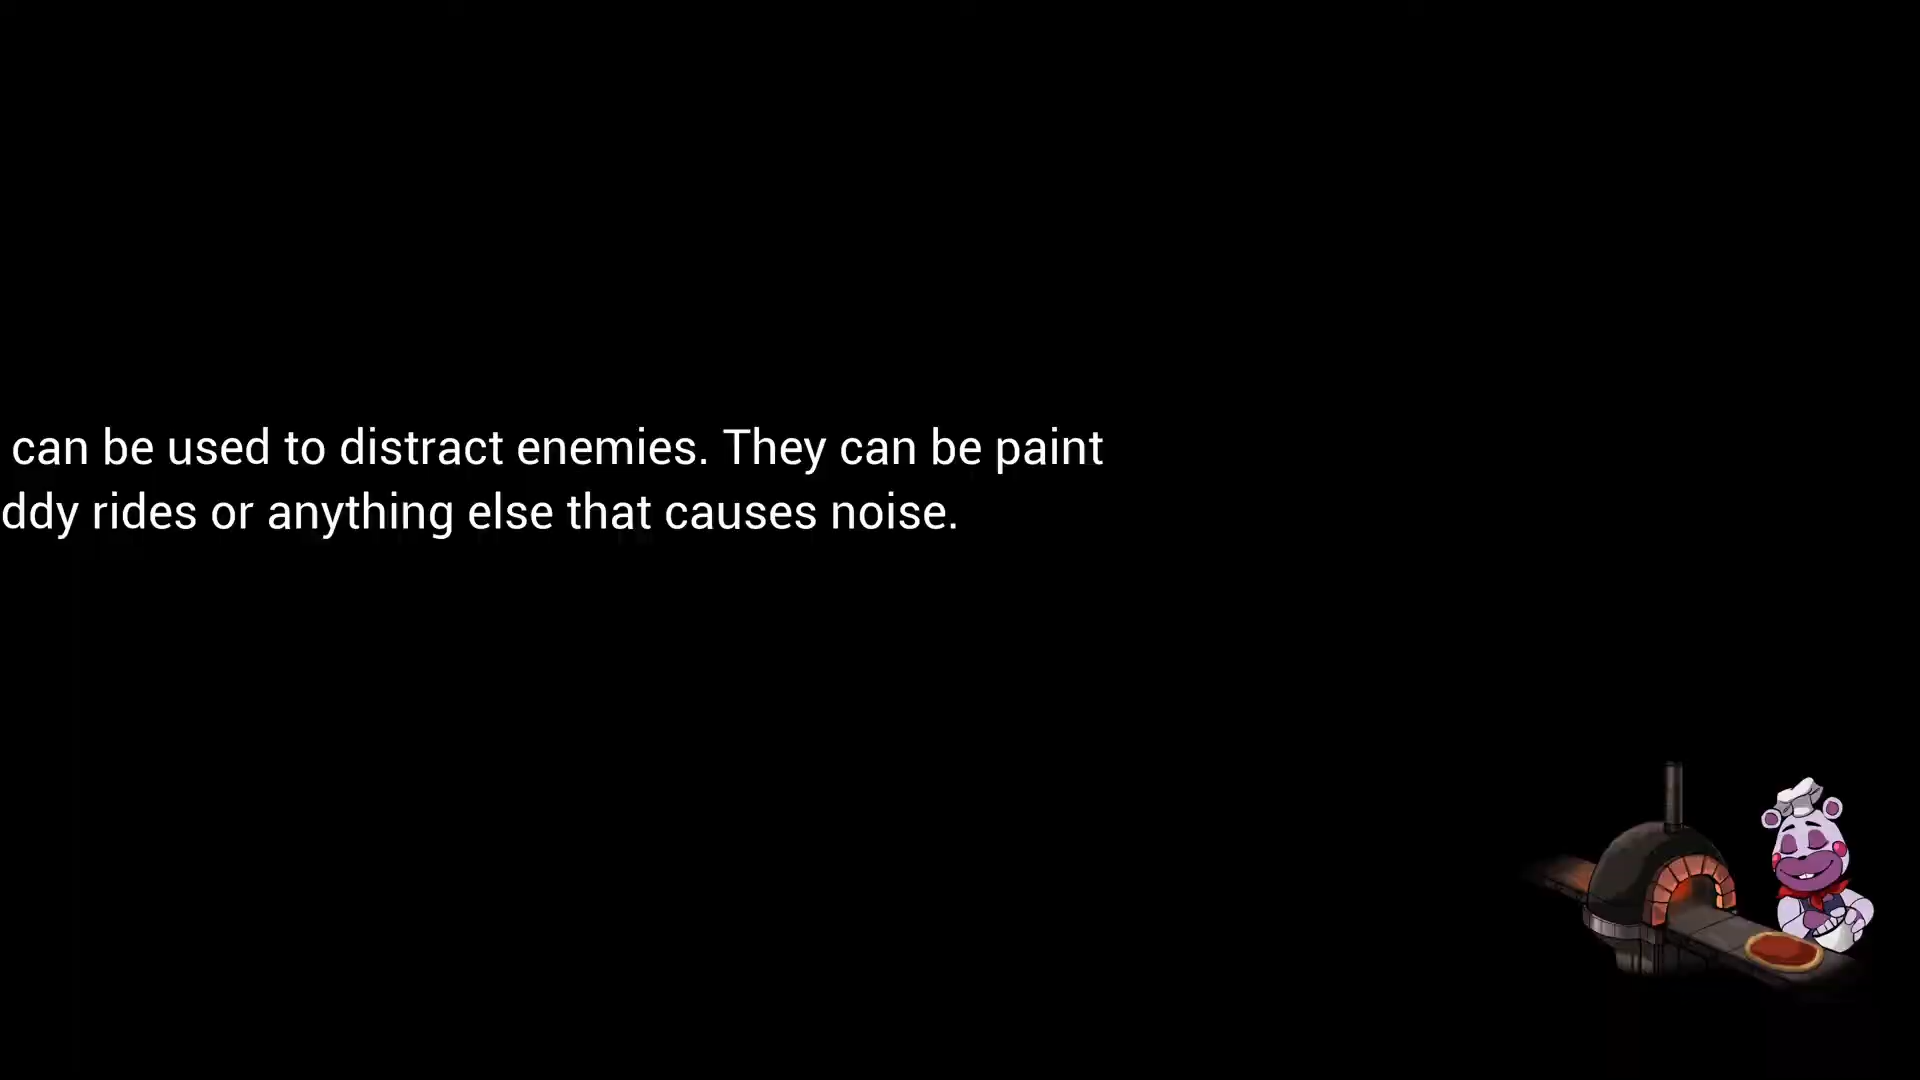 can be used to distract enemies. They can be paint
ddy rides or anything else that causes noise.